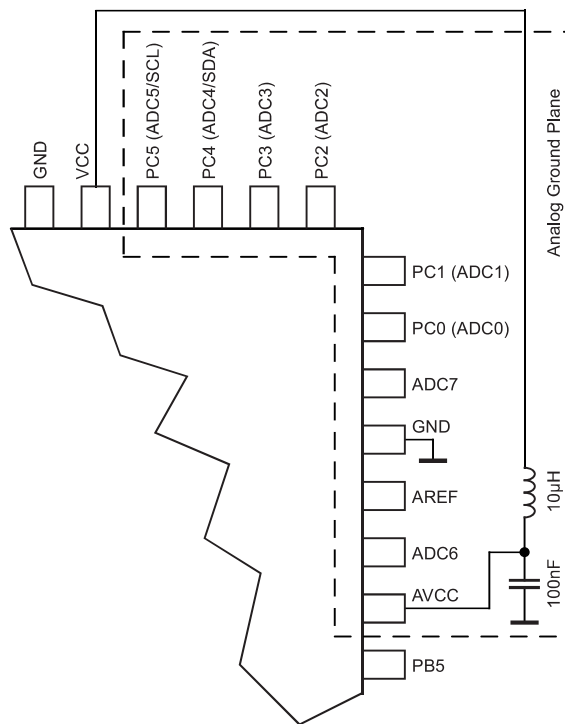 GND
VCC
PC5 (ADC5/SCL)
PC4 (ADC4/SDA)
PC3 (ADC3)
PC2 (ADC2)
Analog Ground Plane
PC1 (ADC1)
PC0 (ADC0)
ADC7
GND
AREF
ADC6
AVCC
PB5
10μH
100nF